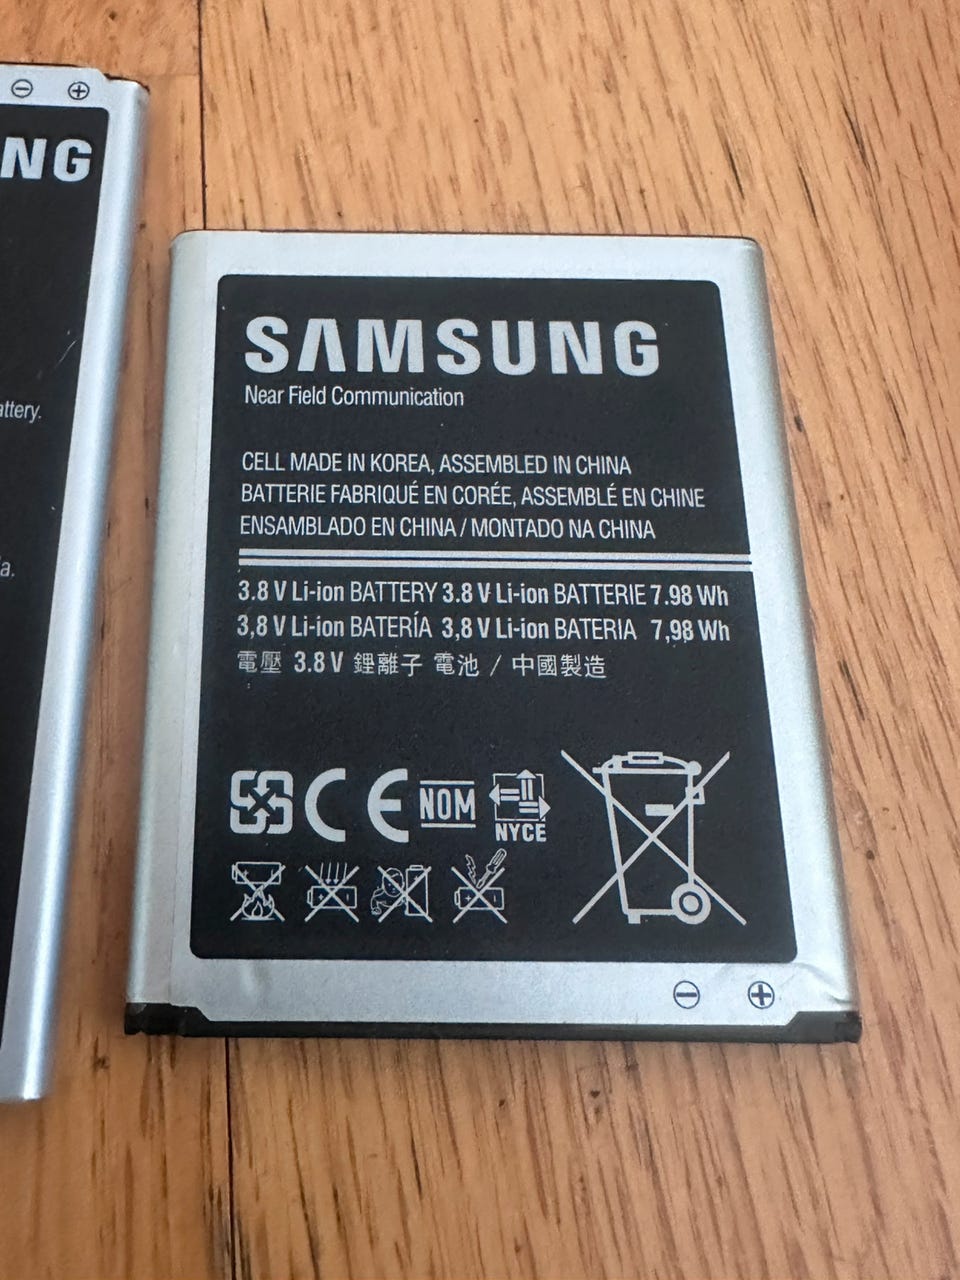 NG
attery.
a.
SAMSUNG
Near Field Communication
CELL MADE IN KOREA, ASSEMBLED IN CHINA
BATTERIE FABRIQUÉ EN CORÉE, ASSEMBLÉ EN CHINE
ENSAMBLADO EN CHINA / MONTADO NA CHINA
3.8 V Li-ion BATTERY 3.8 V Li-ion BATTERIE 7.98 Wh
3,8 V Li-ion BATERÍA 3,8 V Li-ion BATERIA 7,98 Wh
電壓 3.8 V 鋰離子 電池 / 中國製造
CE NOM
NYCE